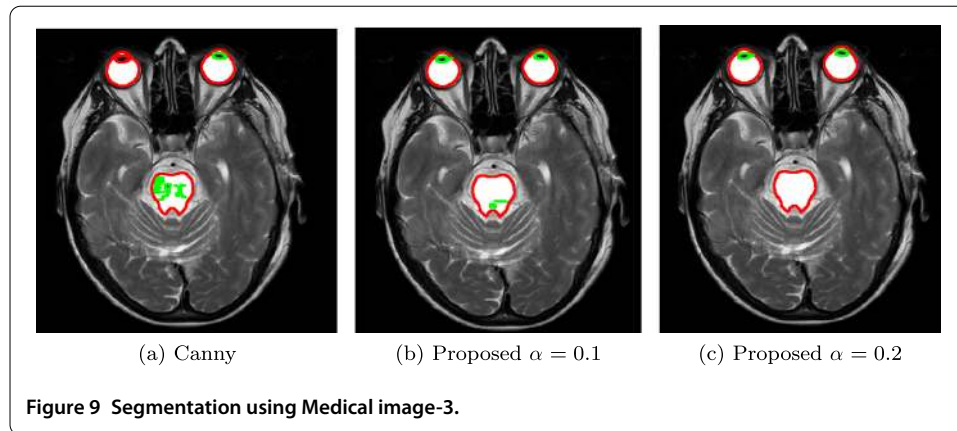 (a) Canny
(b) Proposed α = 0.1
(c) Proposed α = 0.2
Figure 9 Segmentation using Medical image-3.